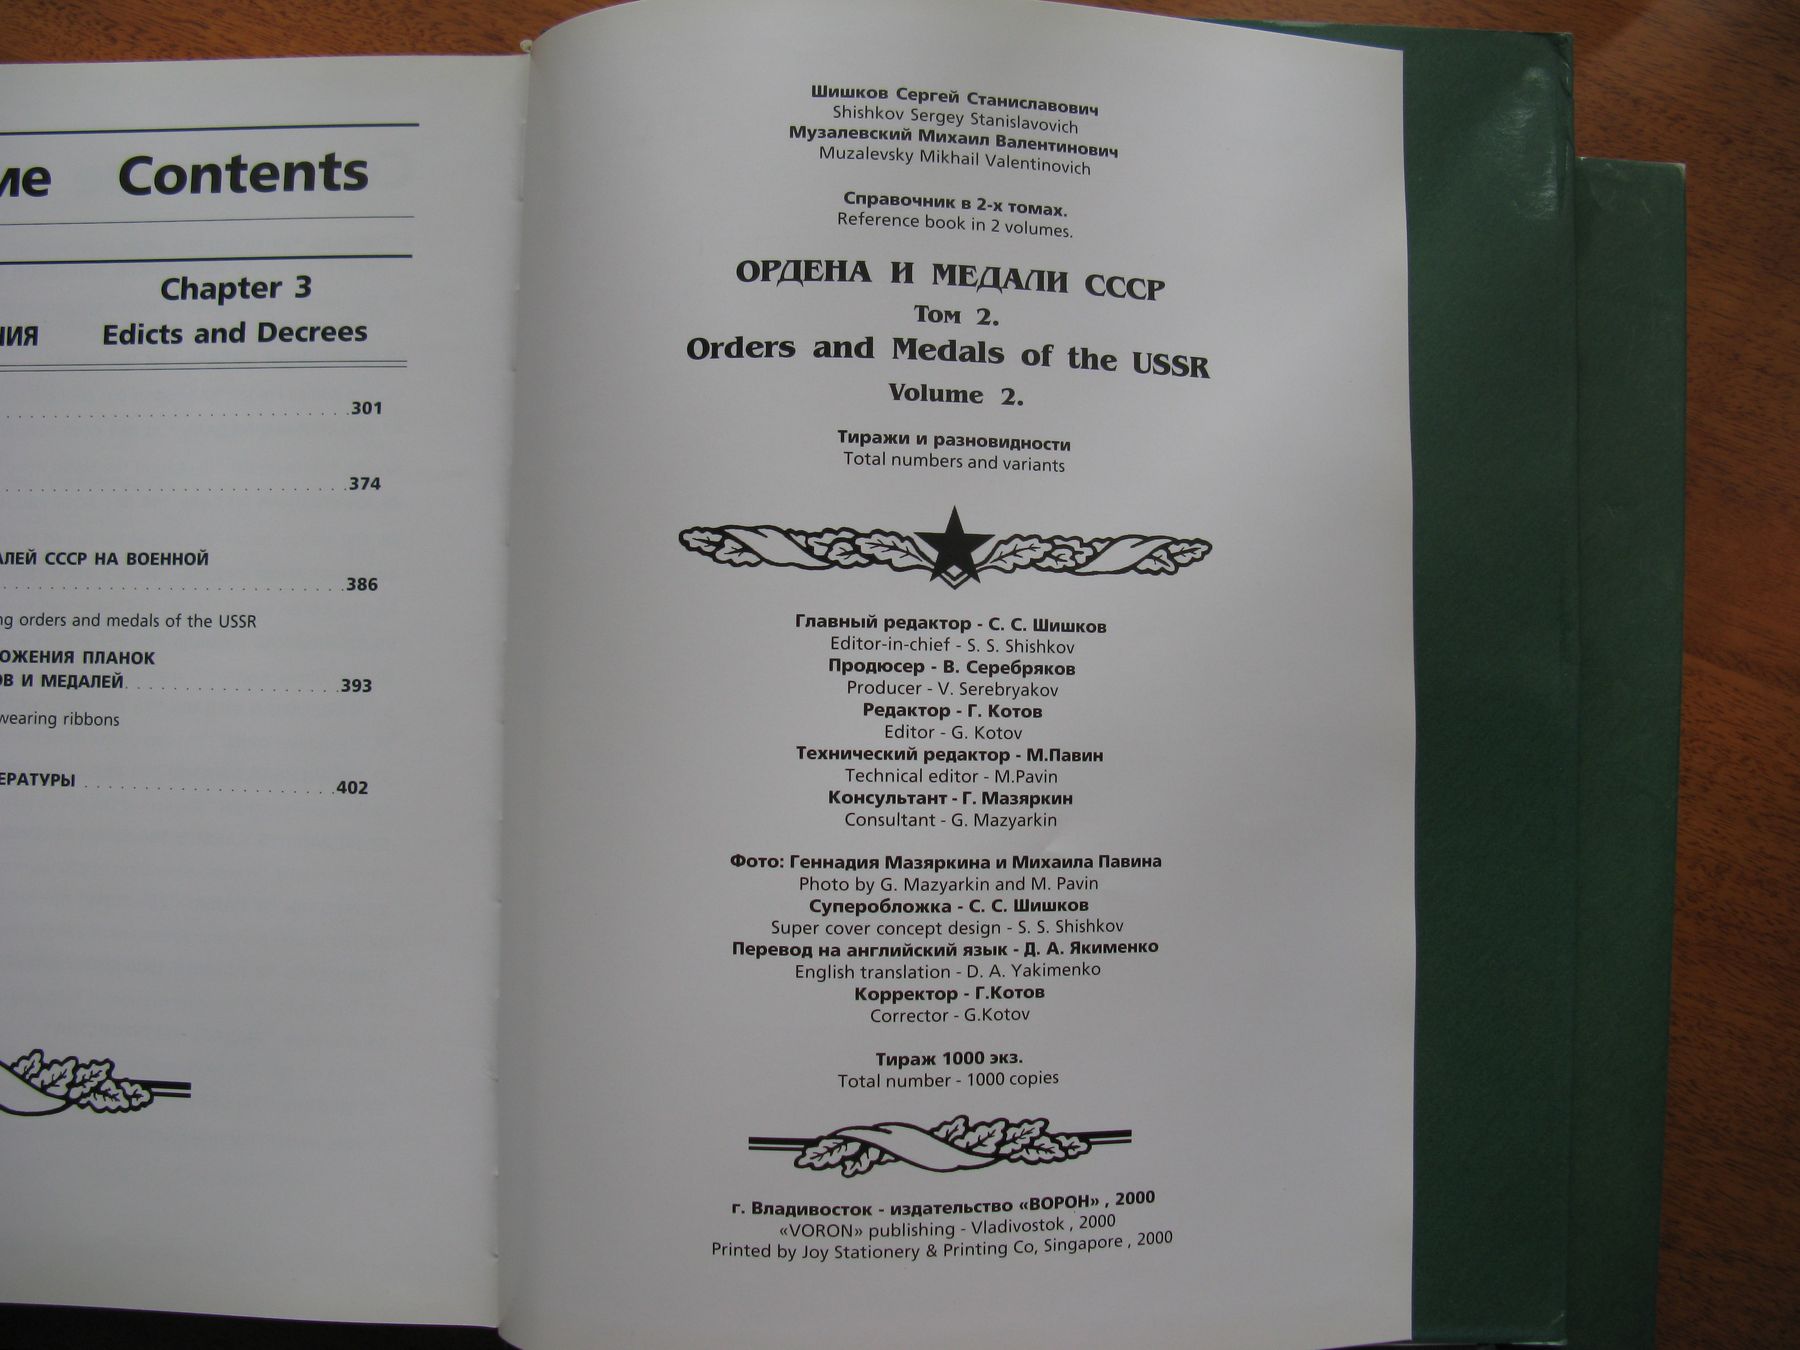 Contents
Chapter 3
Edicts and Decrees
301
374
СССР НА ВОЕННОЙ
386
orders and medals of the USSR
ПЛАНОК
И МЕДАЛЕЙ
393
wearing ribbons
402
Шишков Сергей Станиславович
Shishkov Sergey Stanislavovich
Музалевский Михаил Валентинович
Muzalevsky Mikhail Valentinovich
Справочник в 2-х томах.
Reference book in 2 volumes.
ОРДЕНА И МЕДАЛИ СССР
Том 2.
Orders and Medals of the USSR
Volume 2.
Тиражи и разновидности
Total numbers and variants
Главный редактор - С. С. Шишков
Editor-in-chief - S. S. Shishkov
Продюсер - В. Серебряков
Producer - V. Serebryakov
Редактор - Г. Котов
Editor - G. Kotov
Технический редактор - М.Павин
Technical editor - M.Pavin
Консультант - Г. Мазяркин
Consultant - G. Mazyarkin
Фото: Геннадия Мазяркина и Михаила Павина
Photo by G. Mazyarkin and M. Pavin
Суперобложка - С. С. Шишков
Super cover concept design - S. S. Shishkov
Перевод на английский язык - Д. А. Якименко
English translation - D. A. Yakimenko
Корректор - Г.Котов
Corrector - G.Kotov
Тираж 1000 экз.
Total number - 1000 copies
г. Владивосток - издательство «ВОРОН» , 2000
«VORON» publishing - Vladivostok , 2000
Printed by Joy Stationery & Printing Co, Singapore , 2000